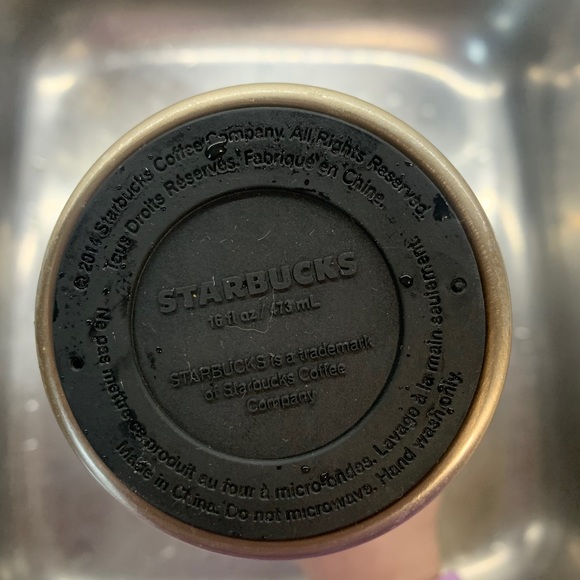 © 2014 Starbucks Coffee Company. All Rights Reserved.
Tous Droits Réservés. Fabriqué en Chine.
STARBUCKS
16 fl oz/473 mL
STARBUCKS is a trademark
of Starbucks Coffee
Company
Ne pas mettre ce produit au four à micro-ondes. Lavage à la main seulement.
Made in China. Do not microwave. Hand wash only.